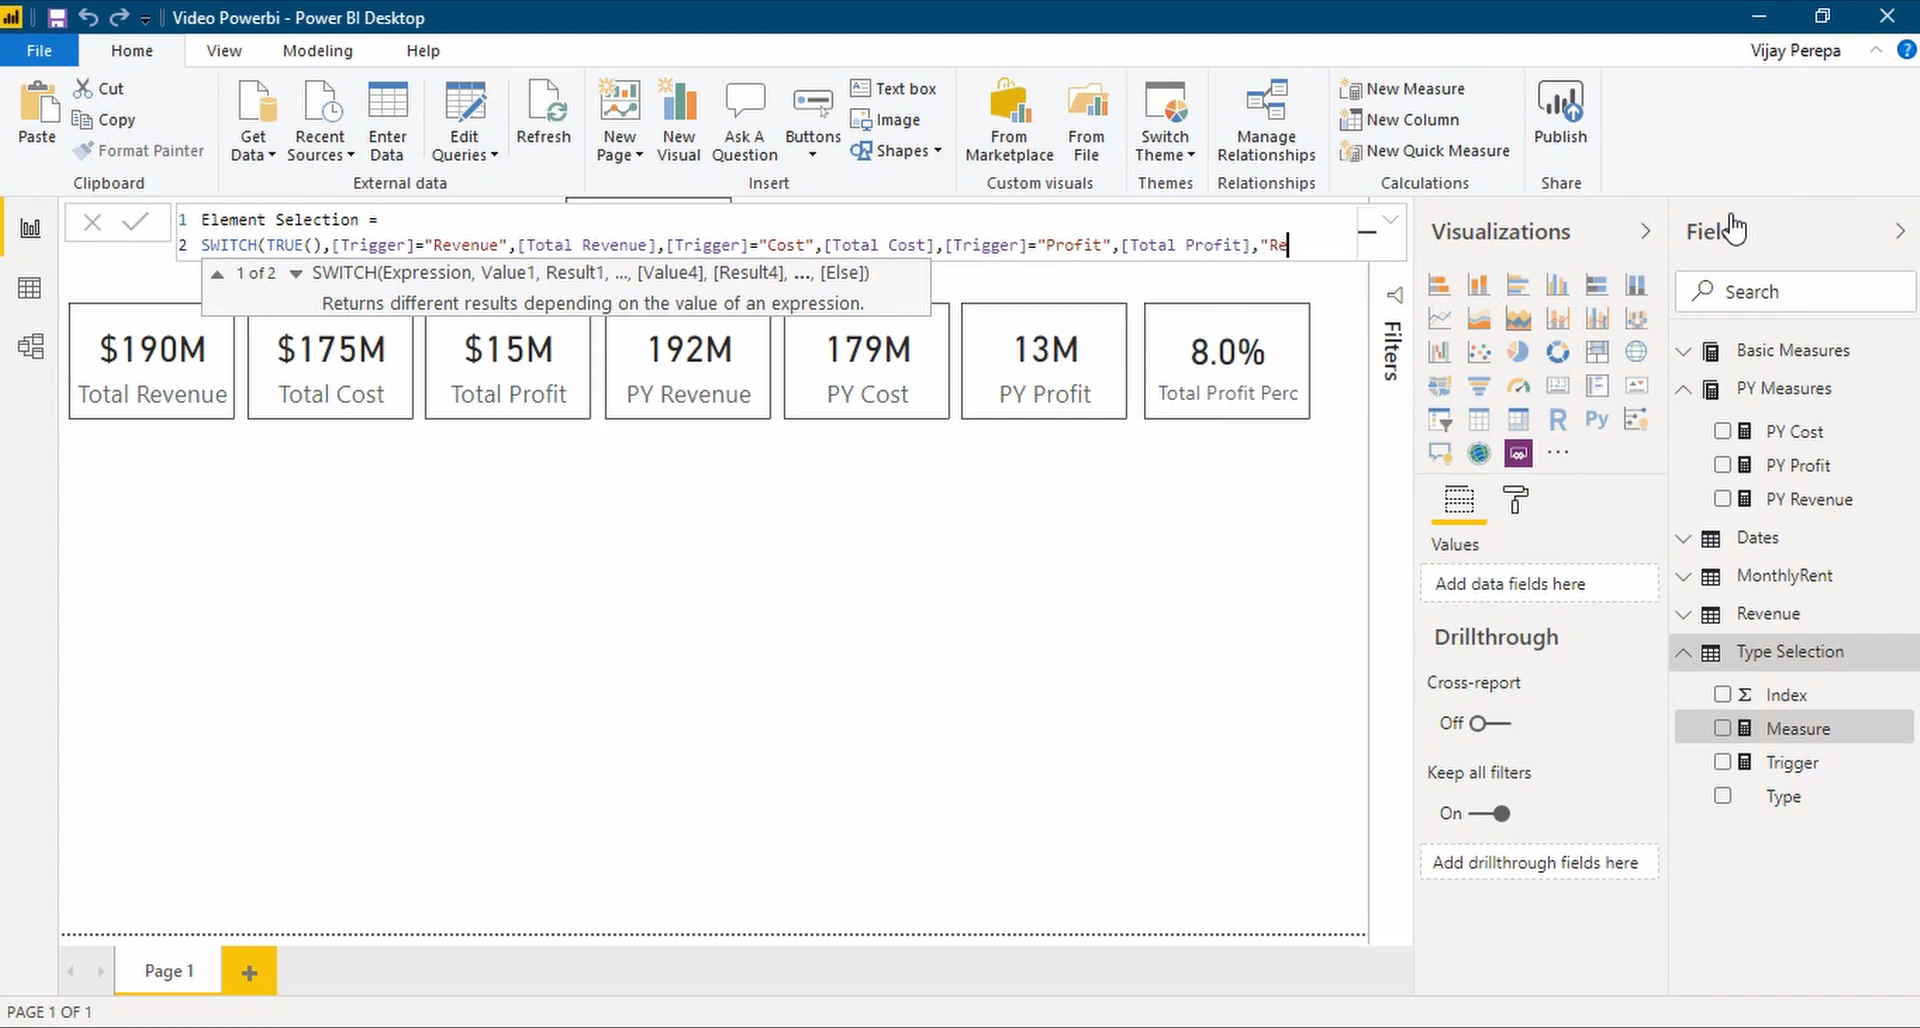 Video Powerbi - Power BI Desktop
File
Home
View
Modeling
Help
Vijay Perepa
Paste
Cut
Copy
Format Painter
Clipboard
Get Data
Recent Sources
Enter Data
Edit Queries
Refresh
External data
New Page
New Visual
Ask A Question
Buttons
Text box
Image
Shapes
Insert
From Marketplace
From File
Custom visuals
Switch Theme
Themes
Manage Relationships
Relationships
New Measure
New Column
New Quick Measure
Calculations
Publish
Share
1 Element Selection =
2 SWITCH(TRUE(),[Trigger]="Revenue",[Total Revenue],[Trigger]="Cost",[Total Cost],[Trigger]="Profit",[Total Profit],"Re
1 of 2 SWITCH(Expression, Value1, Result1, ..., [Value4], [Result4], ..., [Else])
Returns different results depending on the value of an expression.
$190M
Total Revenue
$175M
Total Cost
$15M
Total Profit
192M
PY Revenue
179M
PY Cost
13M
PY Profit
8.0%
Total Profit Perc
Filters
Visualizations
R
Py
123
Values
Add data fields here
Drillthrough
Cross-report
Off
Keep all filters
On
Add drillthrough fields here
Search
Basic Measures
PY Measures
PY Cost
PY Profit
PY Revenue
Dates
MonthlyRent
Revenue
Type Selection
Σ Index
Measure
Trigger
Type
Page 1
PAGE 1 OF 1